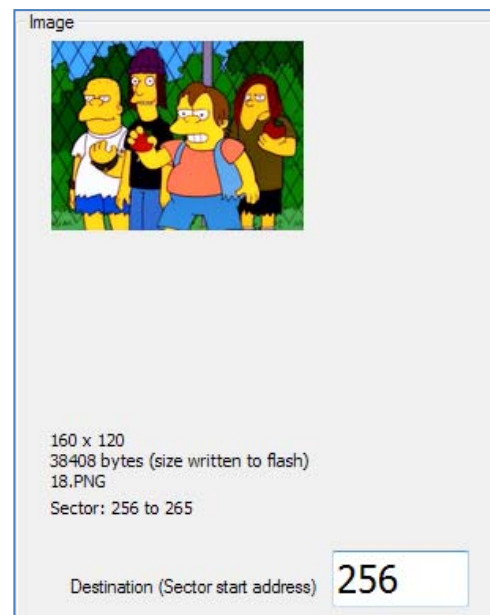 Image
160 x 120
38408 bytes (size written to flash)
18.PNG
Sector: 256 to 265
Destination (Sector start address) 256